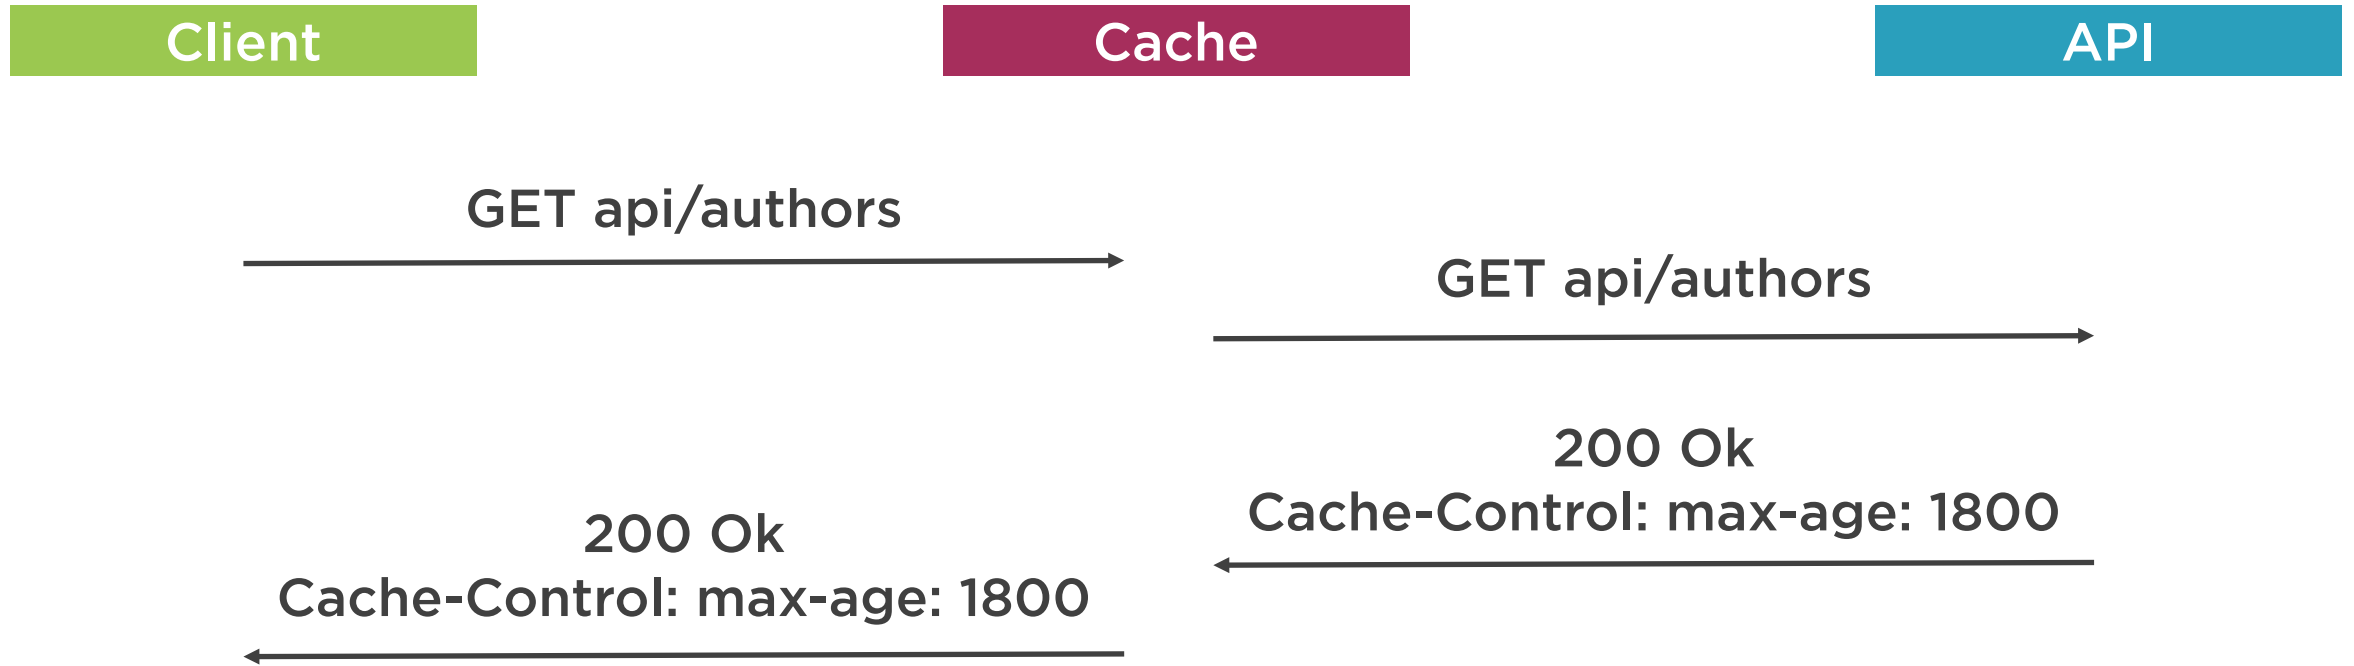 Client
Cache
API
GET api/authors
GET api/authors
200 Ok
Cache-Control: max-age: 1800
200 Ok
Cache-Control: max-age: 1800